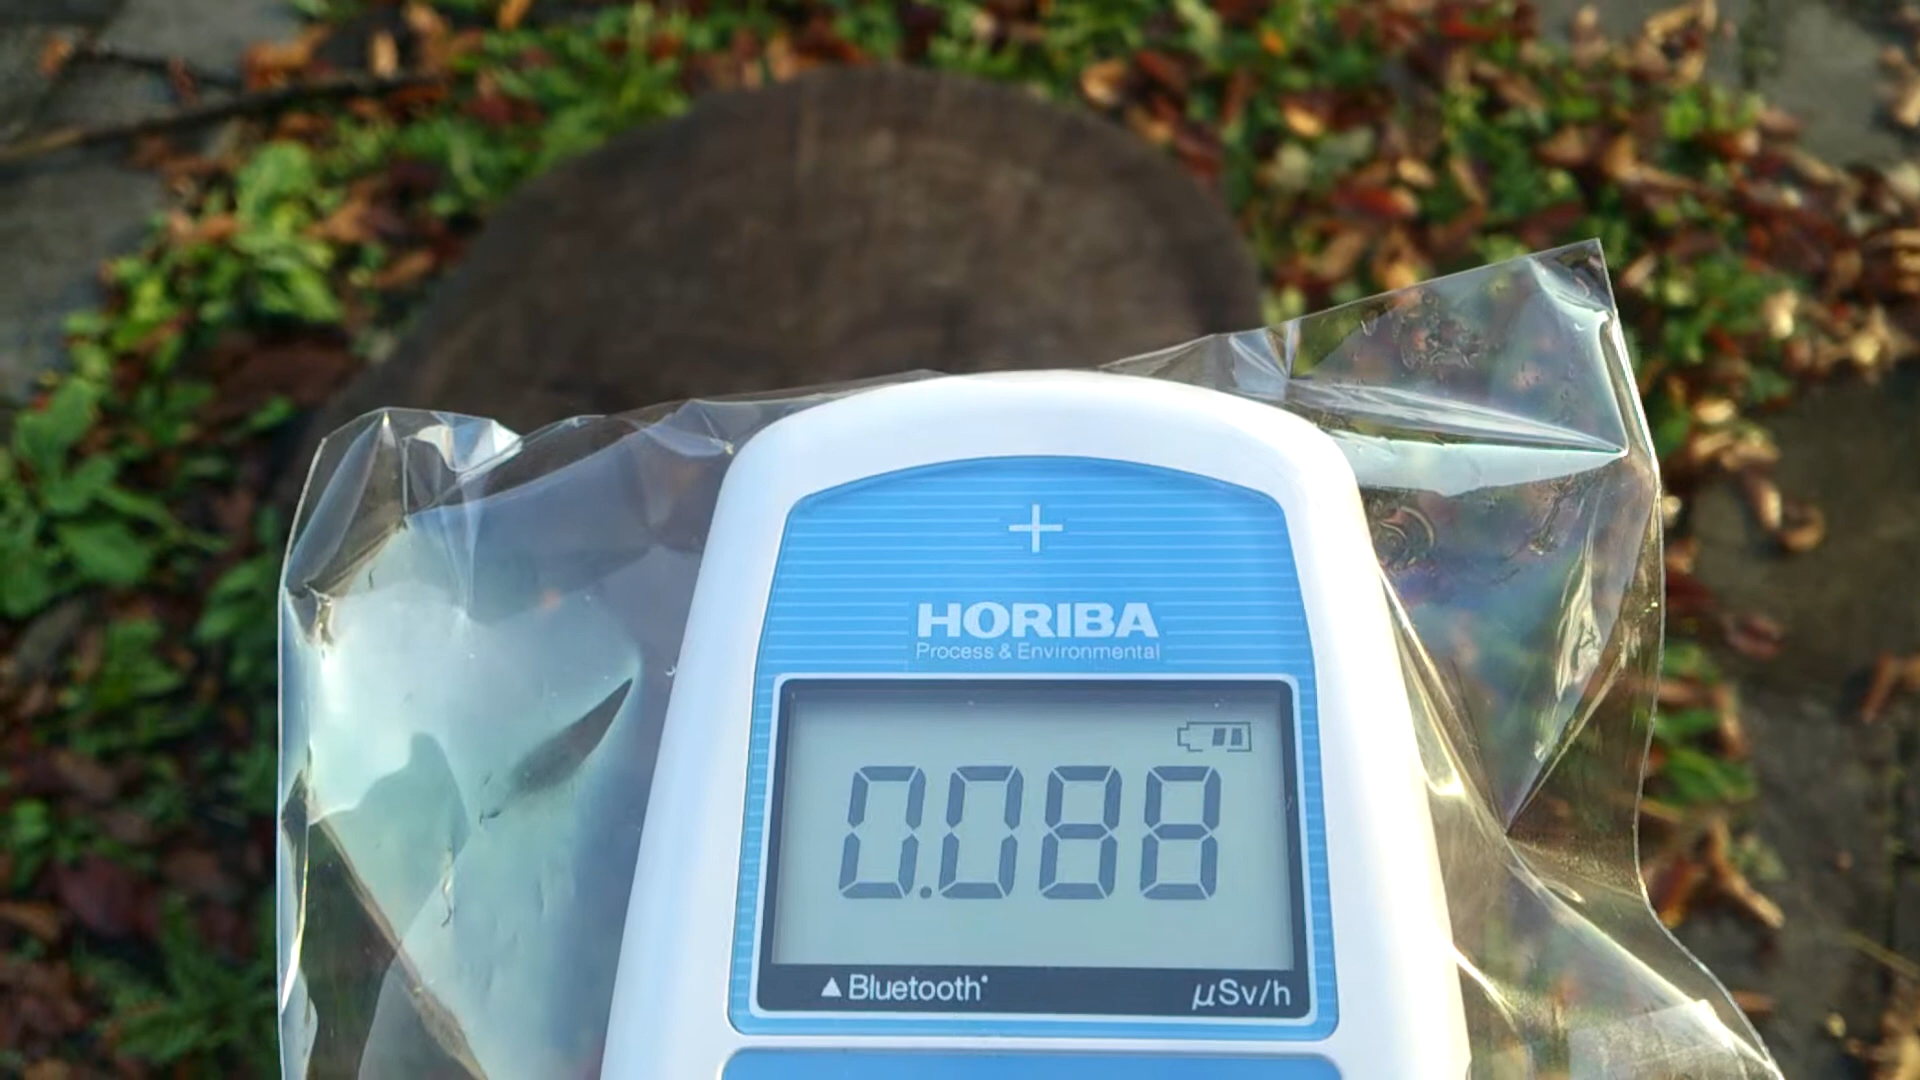 +
HORIBA
Process & Environmental
0.088
▲ Bluetooth®
µSv/h